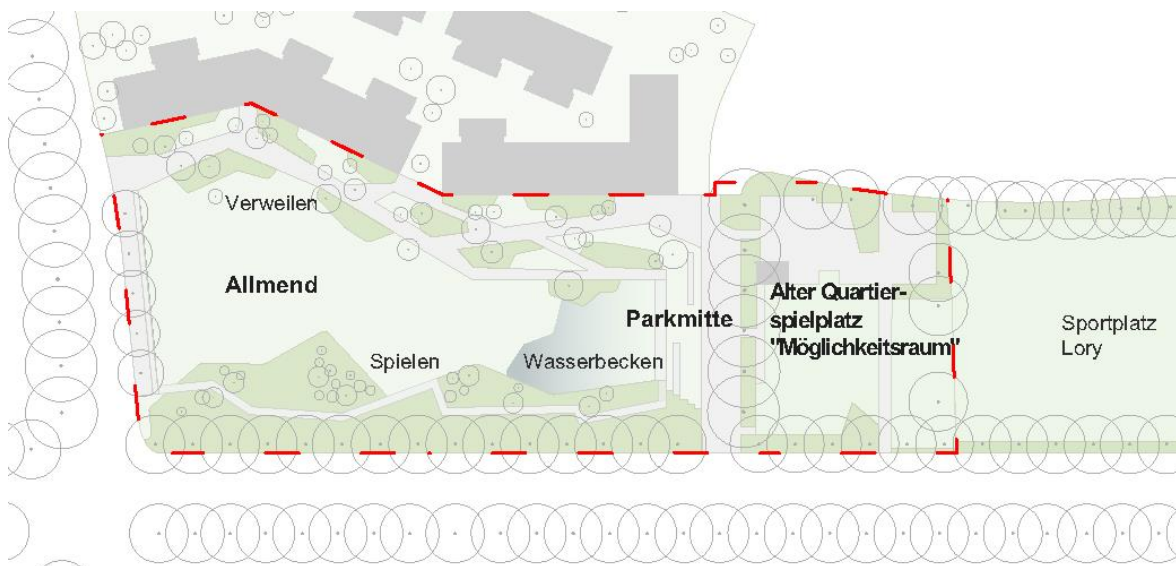 Verweilen
Allmend
Spielen
Wasserbecken
Parkmitte
Alter Quartier-
spielplatz
"Möglichkeitsraum"
Sportplatz
Lory